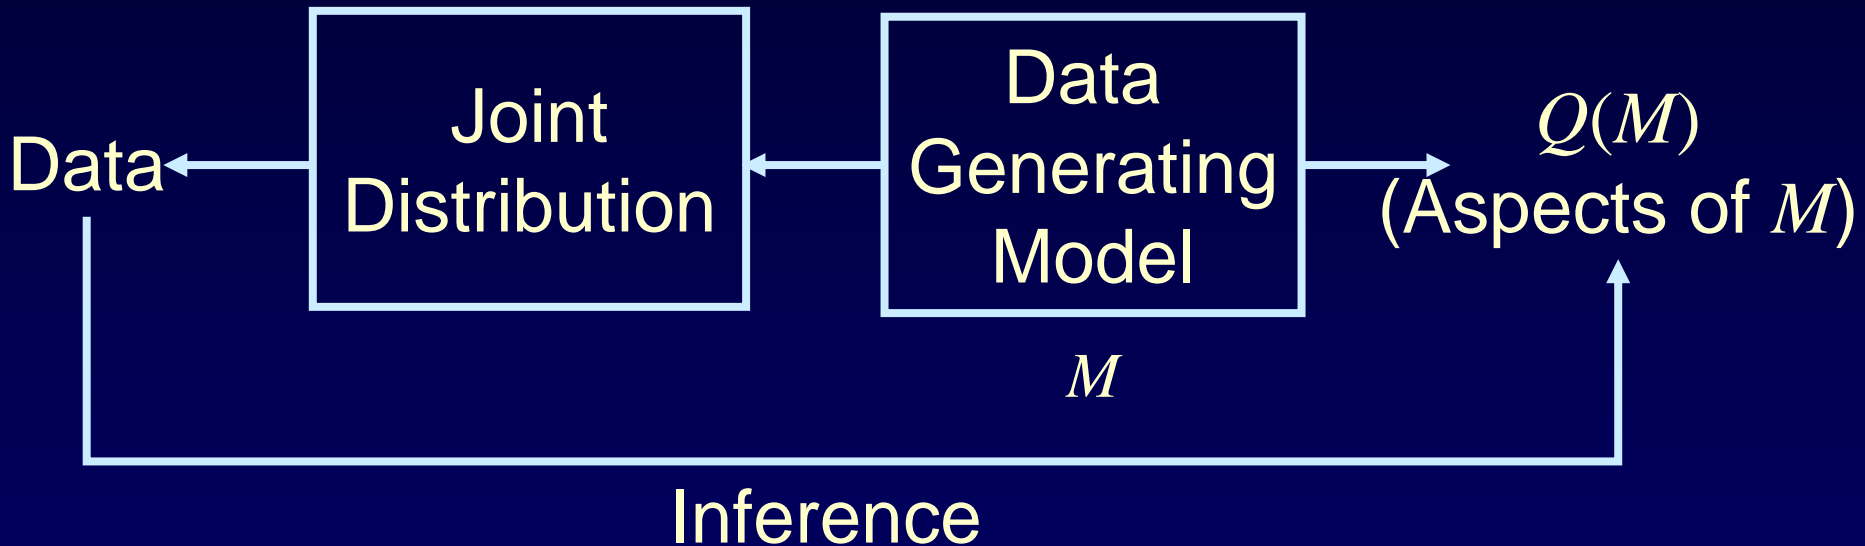 Data
Joint
Distribution
Data
Generating
Model
Q(M)
(Aspects of M)
M
Inference